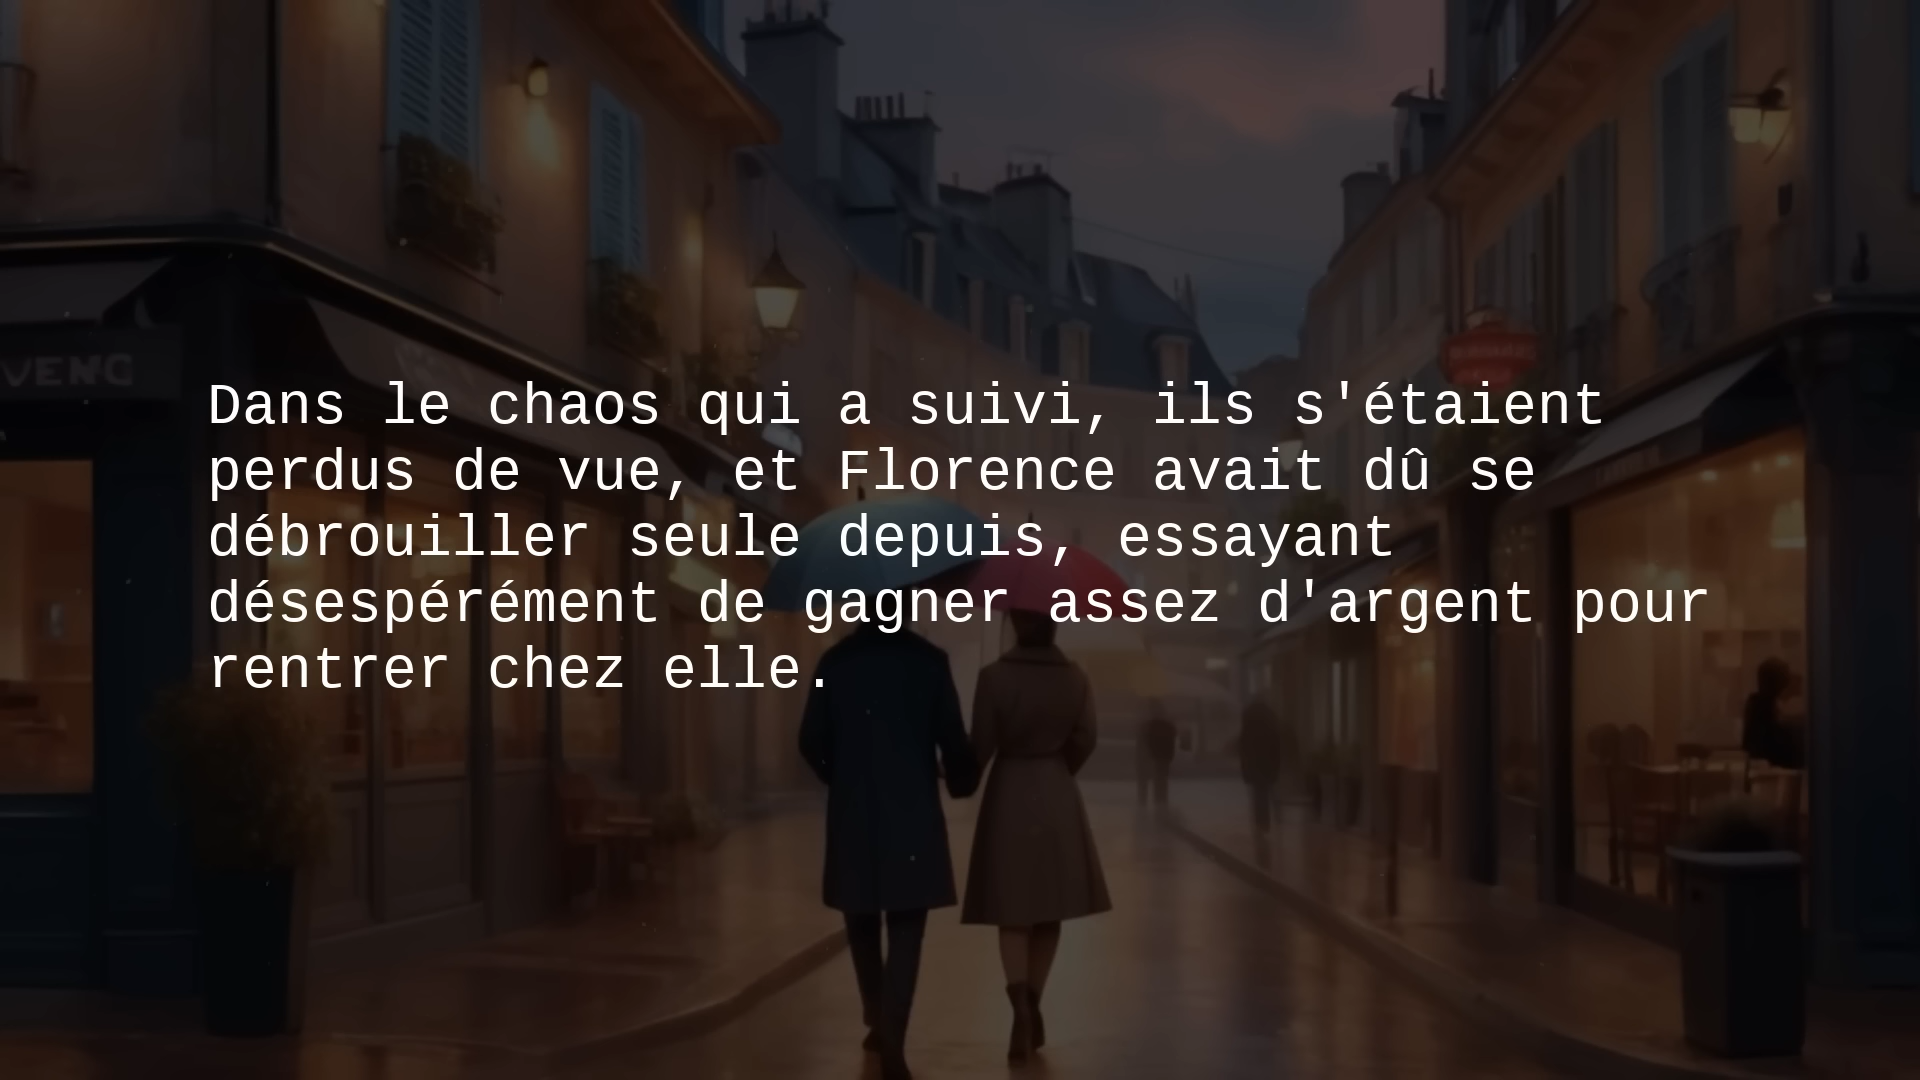 VENC
Dans le chaos qui a suivi, ils s'étaient
perdus de vue, et Florence avait dû se
débrouiller seule depuis, essayant
désespérément de gagner assez d'argent pour
rentrer chez elle.